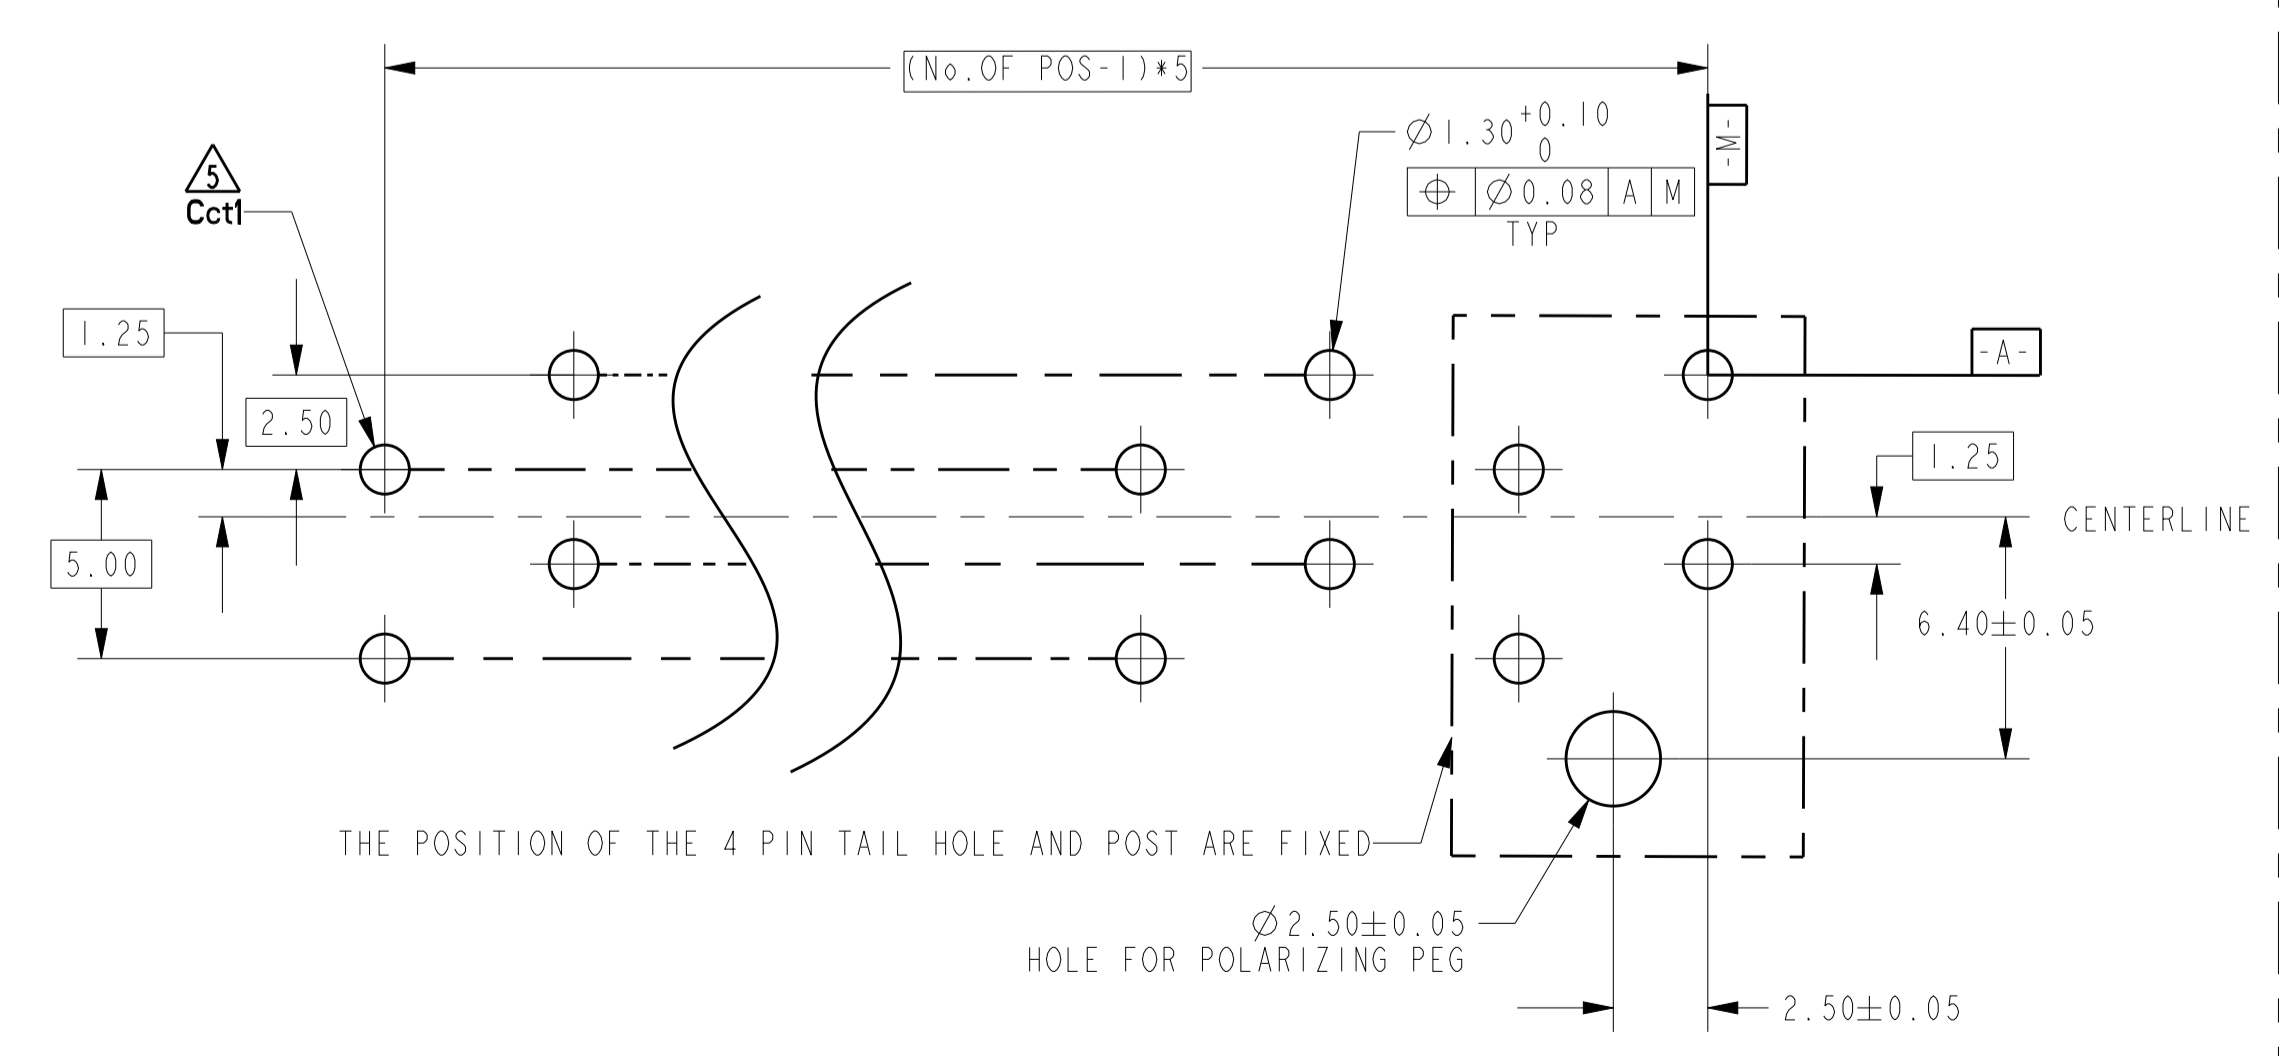 (No.OF POS-1)*5
Ø1.30 +0.10
0
-M-
⌖ Ø0.08 A M
TYP
5
Cct1
1.25
-A-
2.50
1.25
CENTERLINE
5.00
6.40±0.05
THE POSITION OF THE 4 PIN TAIL HOLE AND POST ARE FIXED
Ø2.50±0.05
HOLE FOR POLARIZING PEG
2.50±0.05